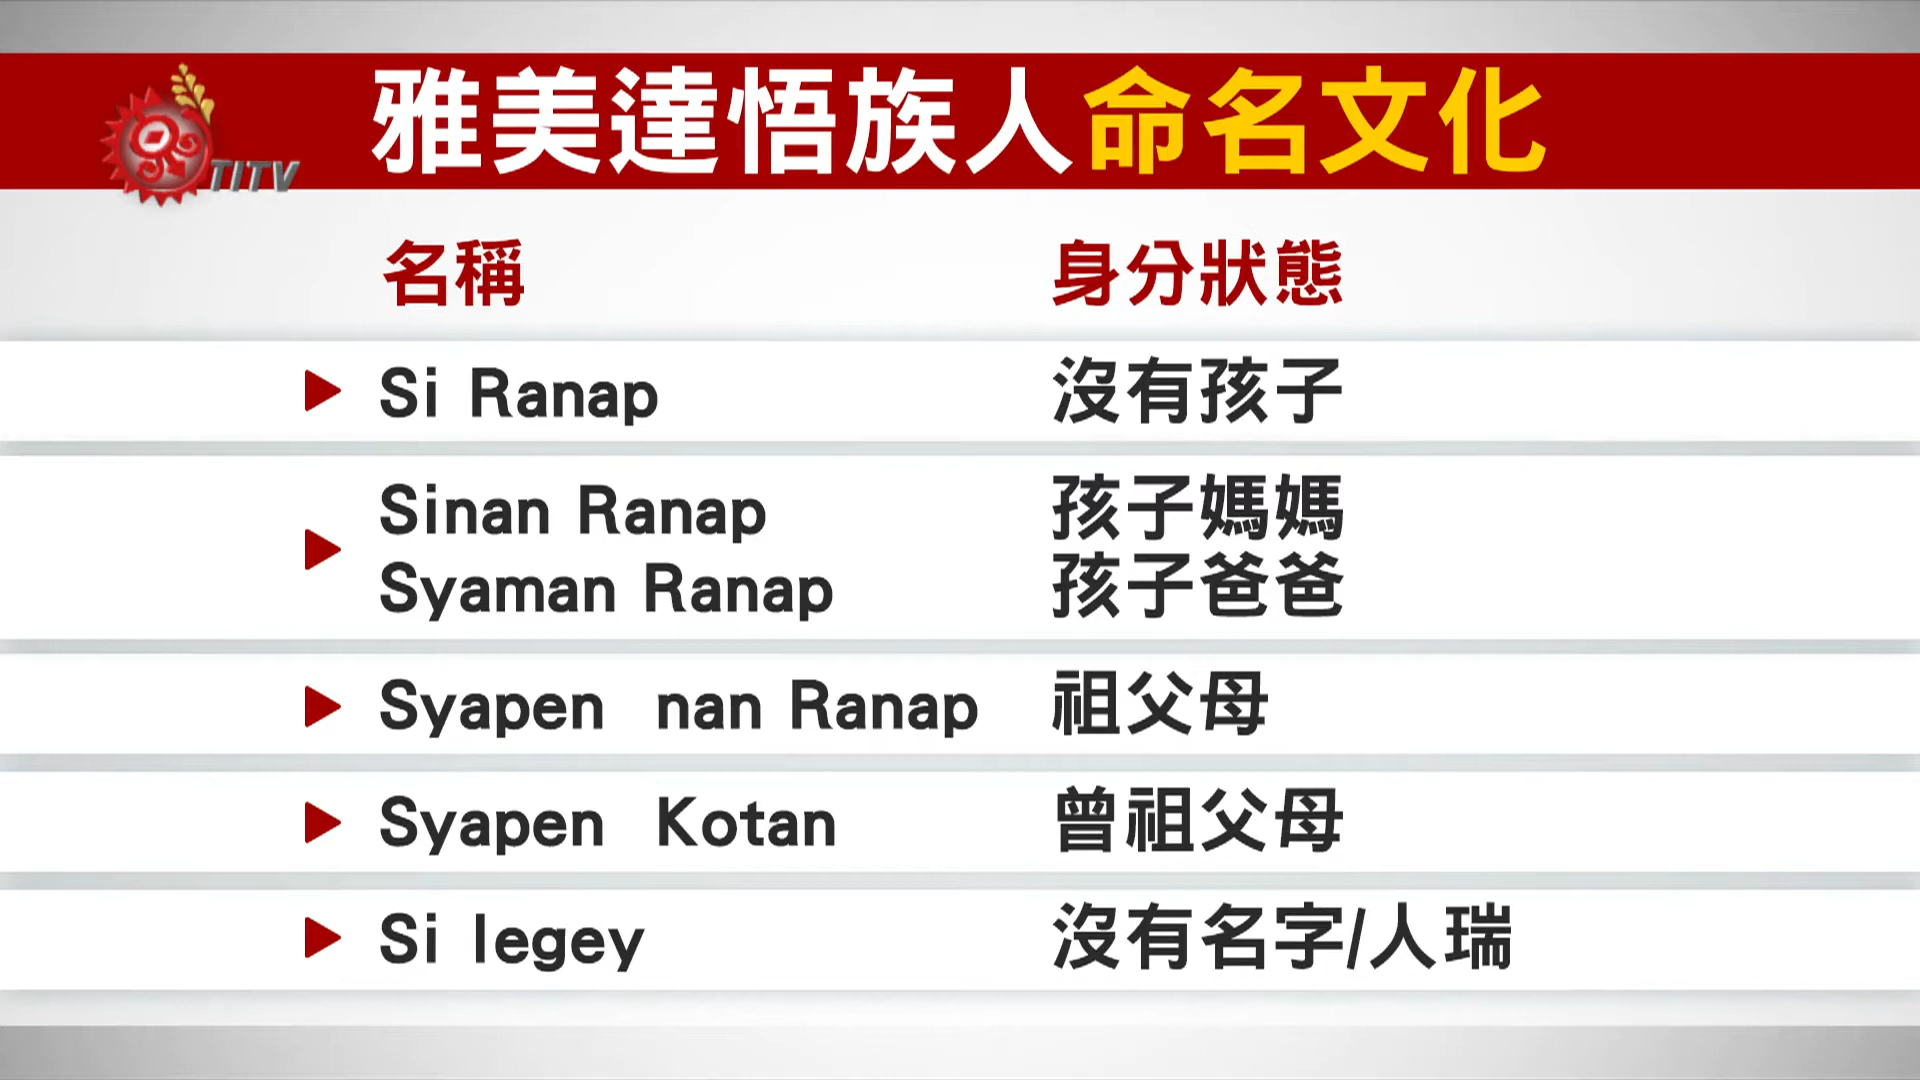 雅美達悟族人命名文化
TITV
名稱 身分狀態
Si Ranap 沒有孩子
Sinan Ranap 孩子媽媽
Syaman Ranap 孩子爸爸
Syapen nan Ranap 祖父母
Syapen Kotan 曾祖父母
Si legey 沒有名字/人瑞